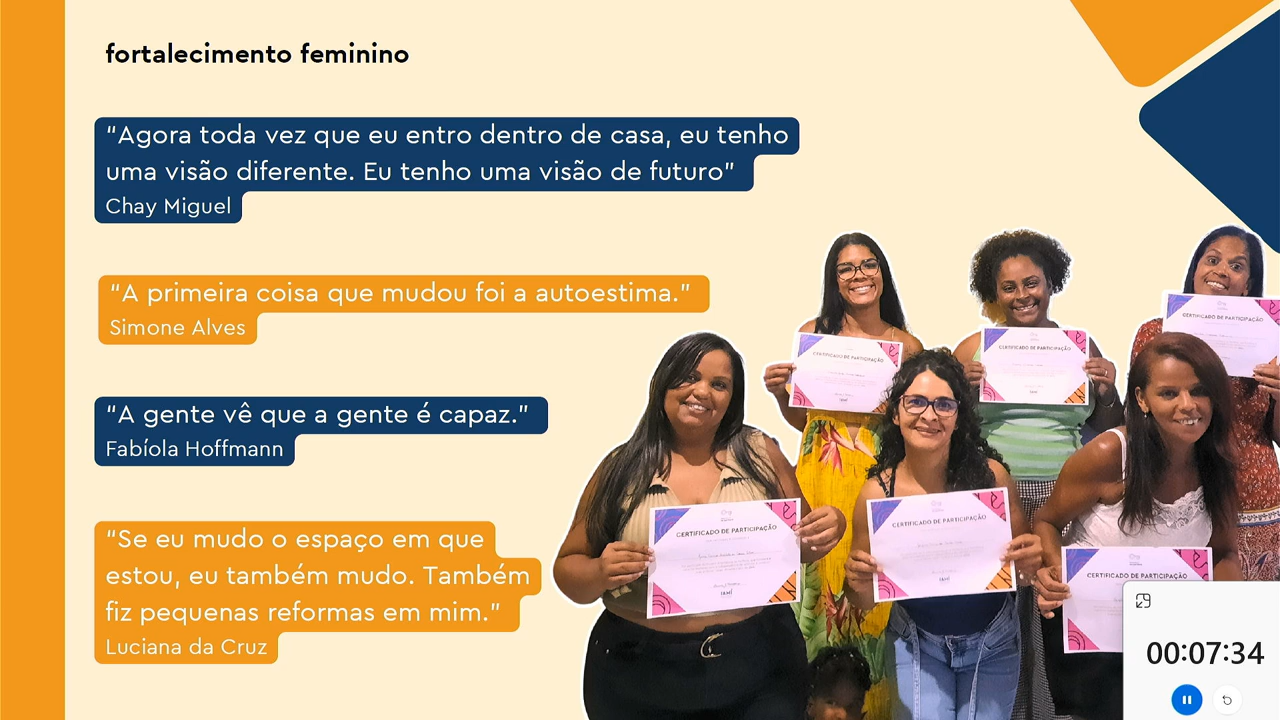 fortalecimento feminino
“Agora toda vez que eu entro dentro de casa, eu tenho
uma visão diferente. Eu tenho uma visão de futuro”
Chay Miguel
“A primeira coisa que mudou foi a autoestima.”
Simone Alves
“A gente vê que a gente é capaz.”
Fabíola Hoffmann
“Se eu mudo o espaço em que
estou, eu também mudo. Também
fiz pequenas reformas em mim.”
Luciana da Cruz
CERTIFICADO DE PARTICIPAÇÃO
CERTIFICADO DE PARTICIPAÇÃO
CERTIFICADO DE PARTICIPAÇÃO
CERTIFICADO DE PARTICIPAÇÃO
CERTIFICADO DE PARTICIPAÇÃO
CERTIFICADO DE PARTICIPAÇÃO
00:07:34